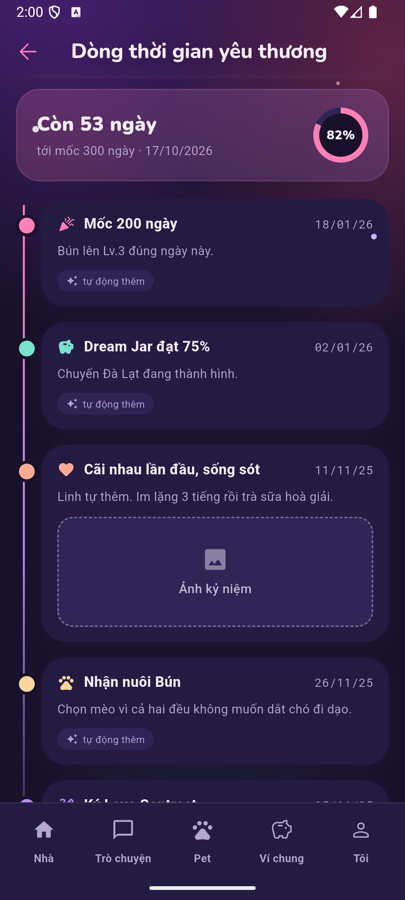 2:00
Dòng thời gian yêu thương
Còn 53 ngày
tới mốc 300 ngày · 17/10/2026
82%
Mốc 200 ngày
18/01/26
Bún lên Lv.3 đúng ngày này.
tự động thêm
Dream Jar đạt 75%
02/01/26
Chuyến Đà Lạt đang thành hình.
tự động thêm
Cãi nhau lần đầu, sống sót
11/11/25
Linh tự thêm. Im lặng 3 tiếng rồi trà sữa hoà giải.
Ảnh kỷ niệm
Nhận nuôi Bún
26/11/25
Chọn mèo vì cả hai đều không muốn dắt chó đi dạo.
tự động thêm
Nhà
Trò chuyện
Pet
Ví chung
Tôi